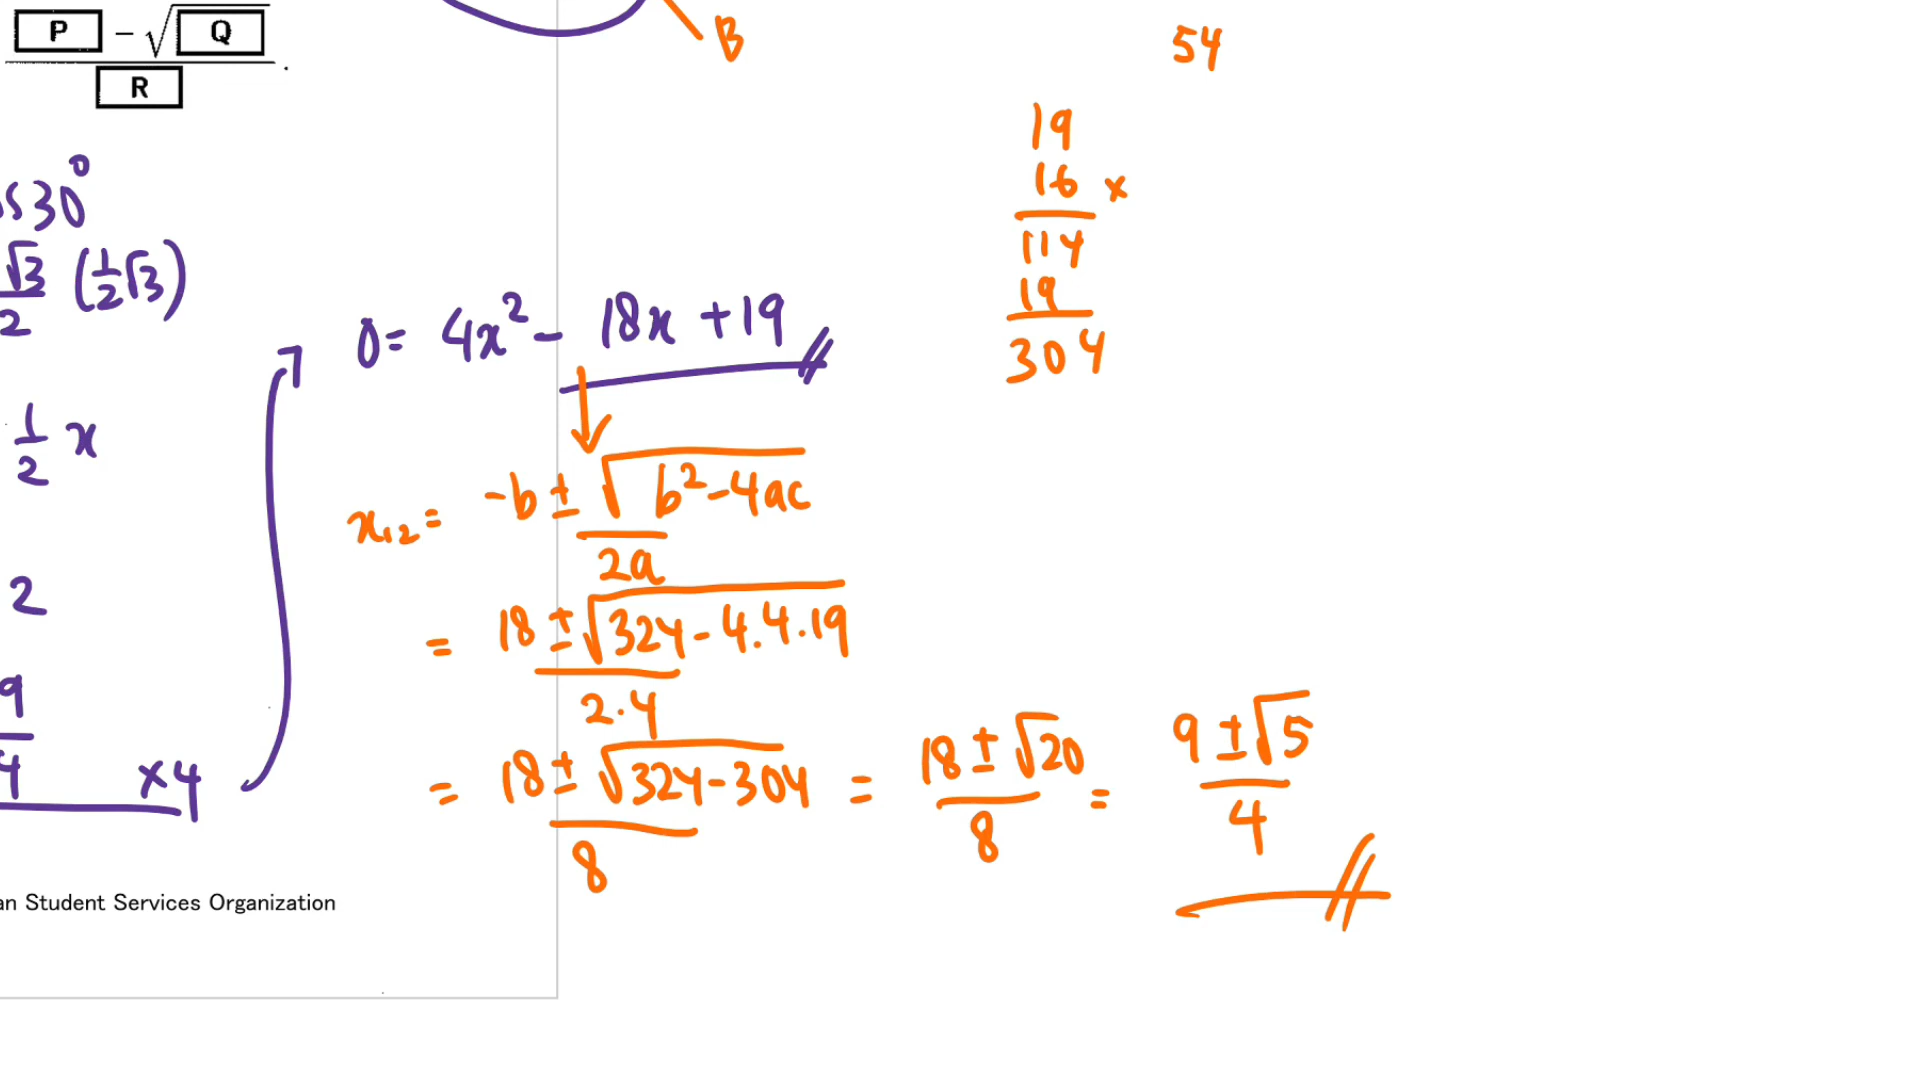 P - √Q
R .
B
54
19
16 ×
114
19
304
s30°
√3/2 (1/2 √3)
0 = 4x² - 18x + 19
1/2 x
x₁₂ = (-b ± √(b² - 4ac)) / 2a
2
= (18 ± √(324 - 4.4.19)) / 2.4
9/4 ×4
= (18 ± √(324-304)) / 8 = (18 ± √20) / 8 = (9 ± √5) / 4
an Student Services Organization